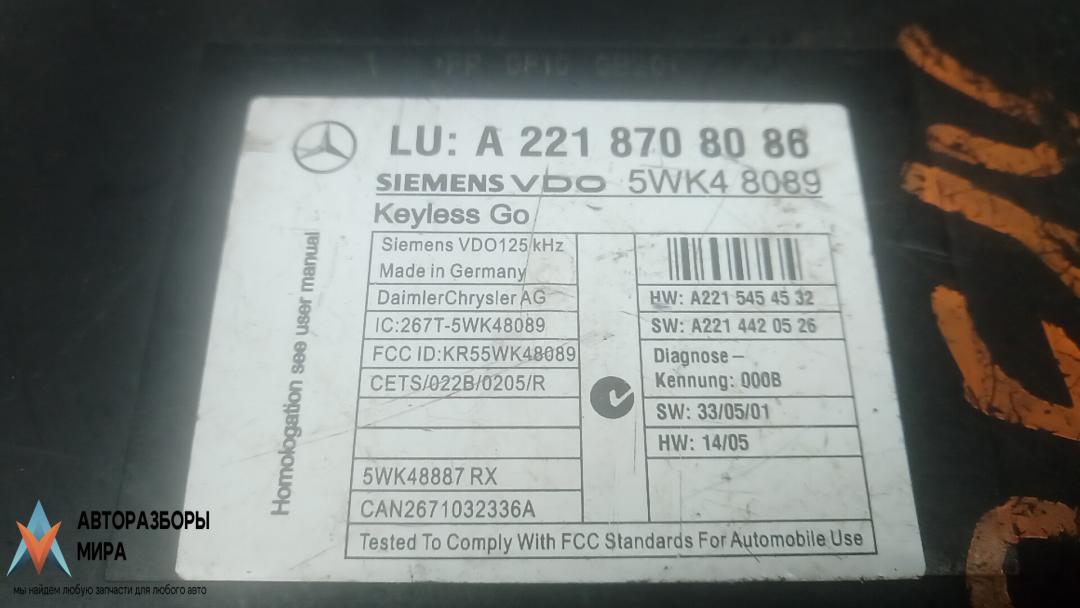 LU: A 221 870 80 86
SIEMENS VDO 5WK4 8089
Keyless Go
Siemens VDO125 kHz
Made in Germany
DaimlerChrysler AG
IC:267T-5WK48089
FCC ID:KR55WK48089
CETS/022B/0205/R
5WK48887 RX
CAN2671032336A
HW: A221 545 45 32
SW: A221 442 05 26
Diagnose –
Kennung: 000B
SW: 33/05/01
HW: 14/05
Tested To Comply With FCC Standards For Automobile Use
Homologation see user manual
АВТОРАЗБОРЫ
МИРА
мы найдем любую запчасти для любого авто